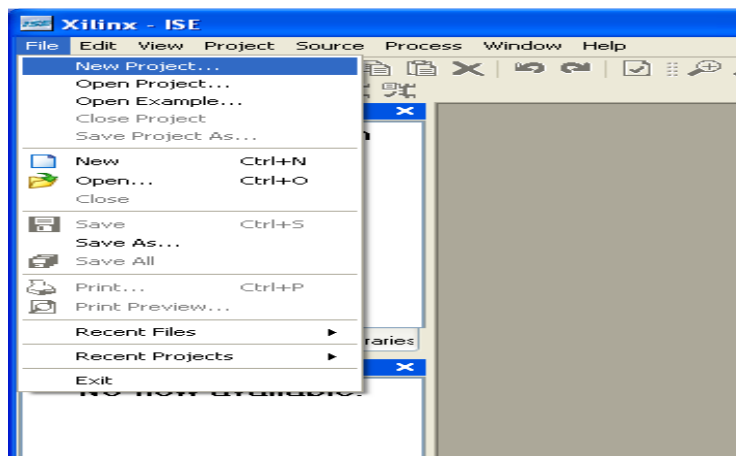 Xilinx - ISE
File Edit View Project Source Process Window Help
New Project...
Open Project...
Open Example...
Close Project
Save Project As...
New Ctrl+N
Open... Ctrl+O
Close
Save Ctrl+S
Save As...
Save All
Print... Ctrl+P
Print Preview...
Recent Files
raries
Recent Projects
Exit